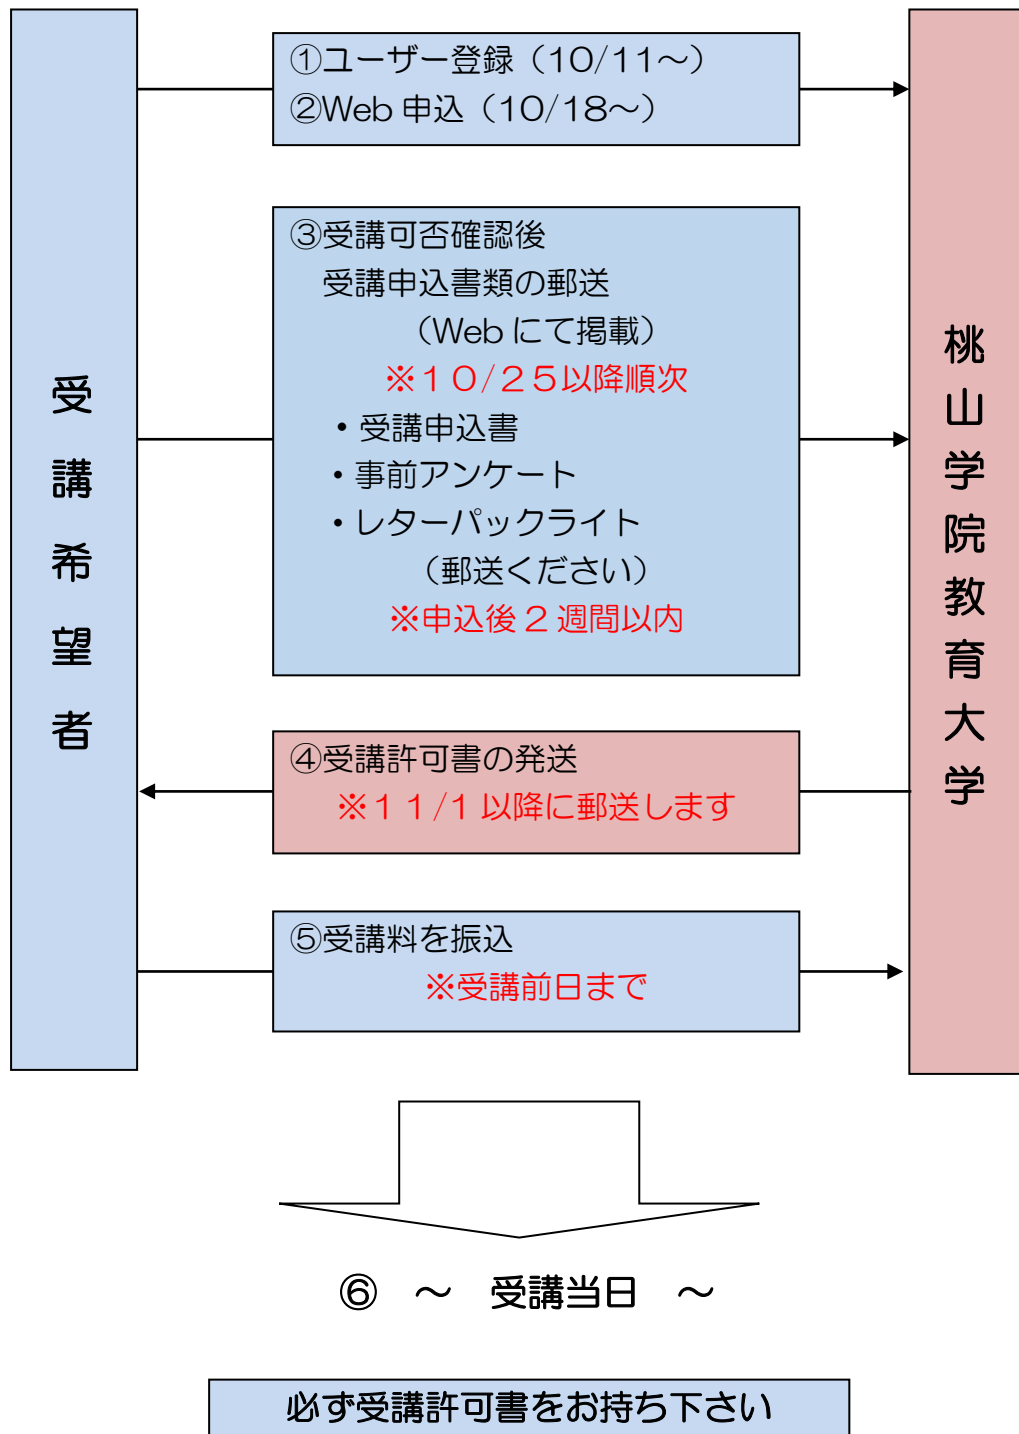 受講希望者
①ユーザー登録（10/11～）
②Web 申込（10/18～）
③受講可否確認後
受講申込書類の郵送
（Web にて掲載）
※１０/２５以降順次
・受講申込書
・事前アンケート
・レターパックライト
（郵送ください）
※申込後２週間以内
④受講許可書の発送
※１１/1 以降に郵送します
⑤受講料を振込
※受講前日まで
桃山学院教育大学
⑥　～　受講当日　～
必ず受講許可書をお持ち下さい